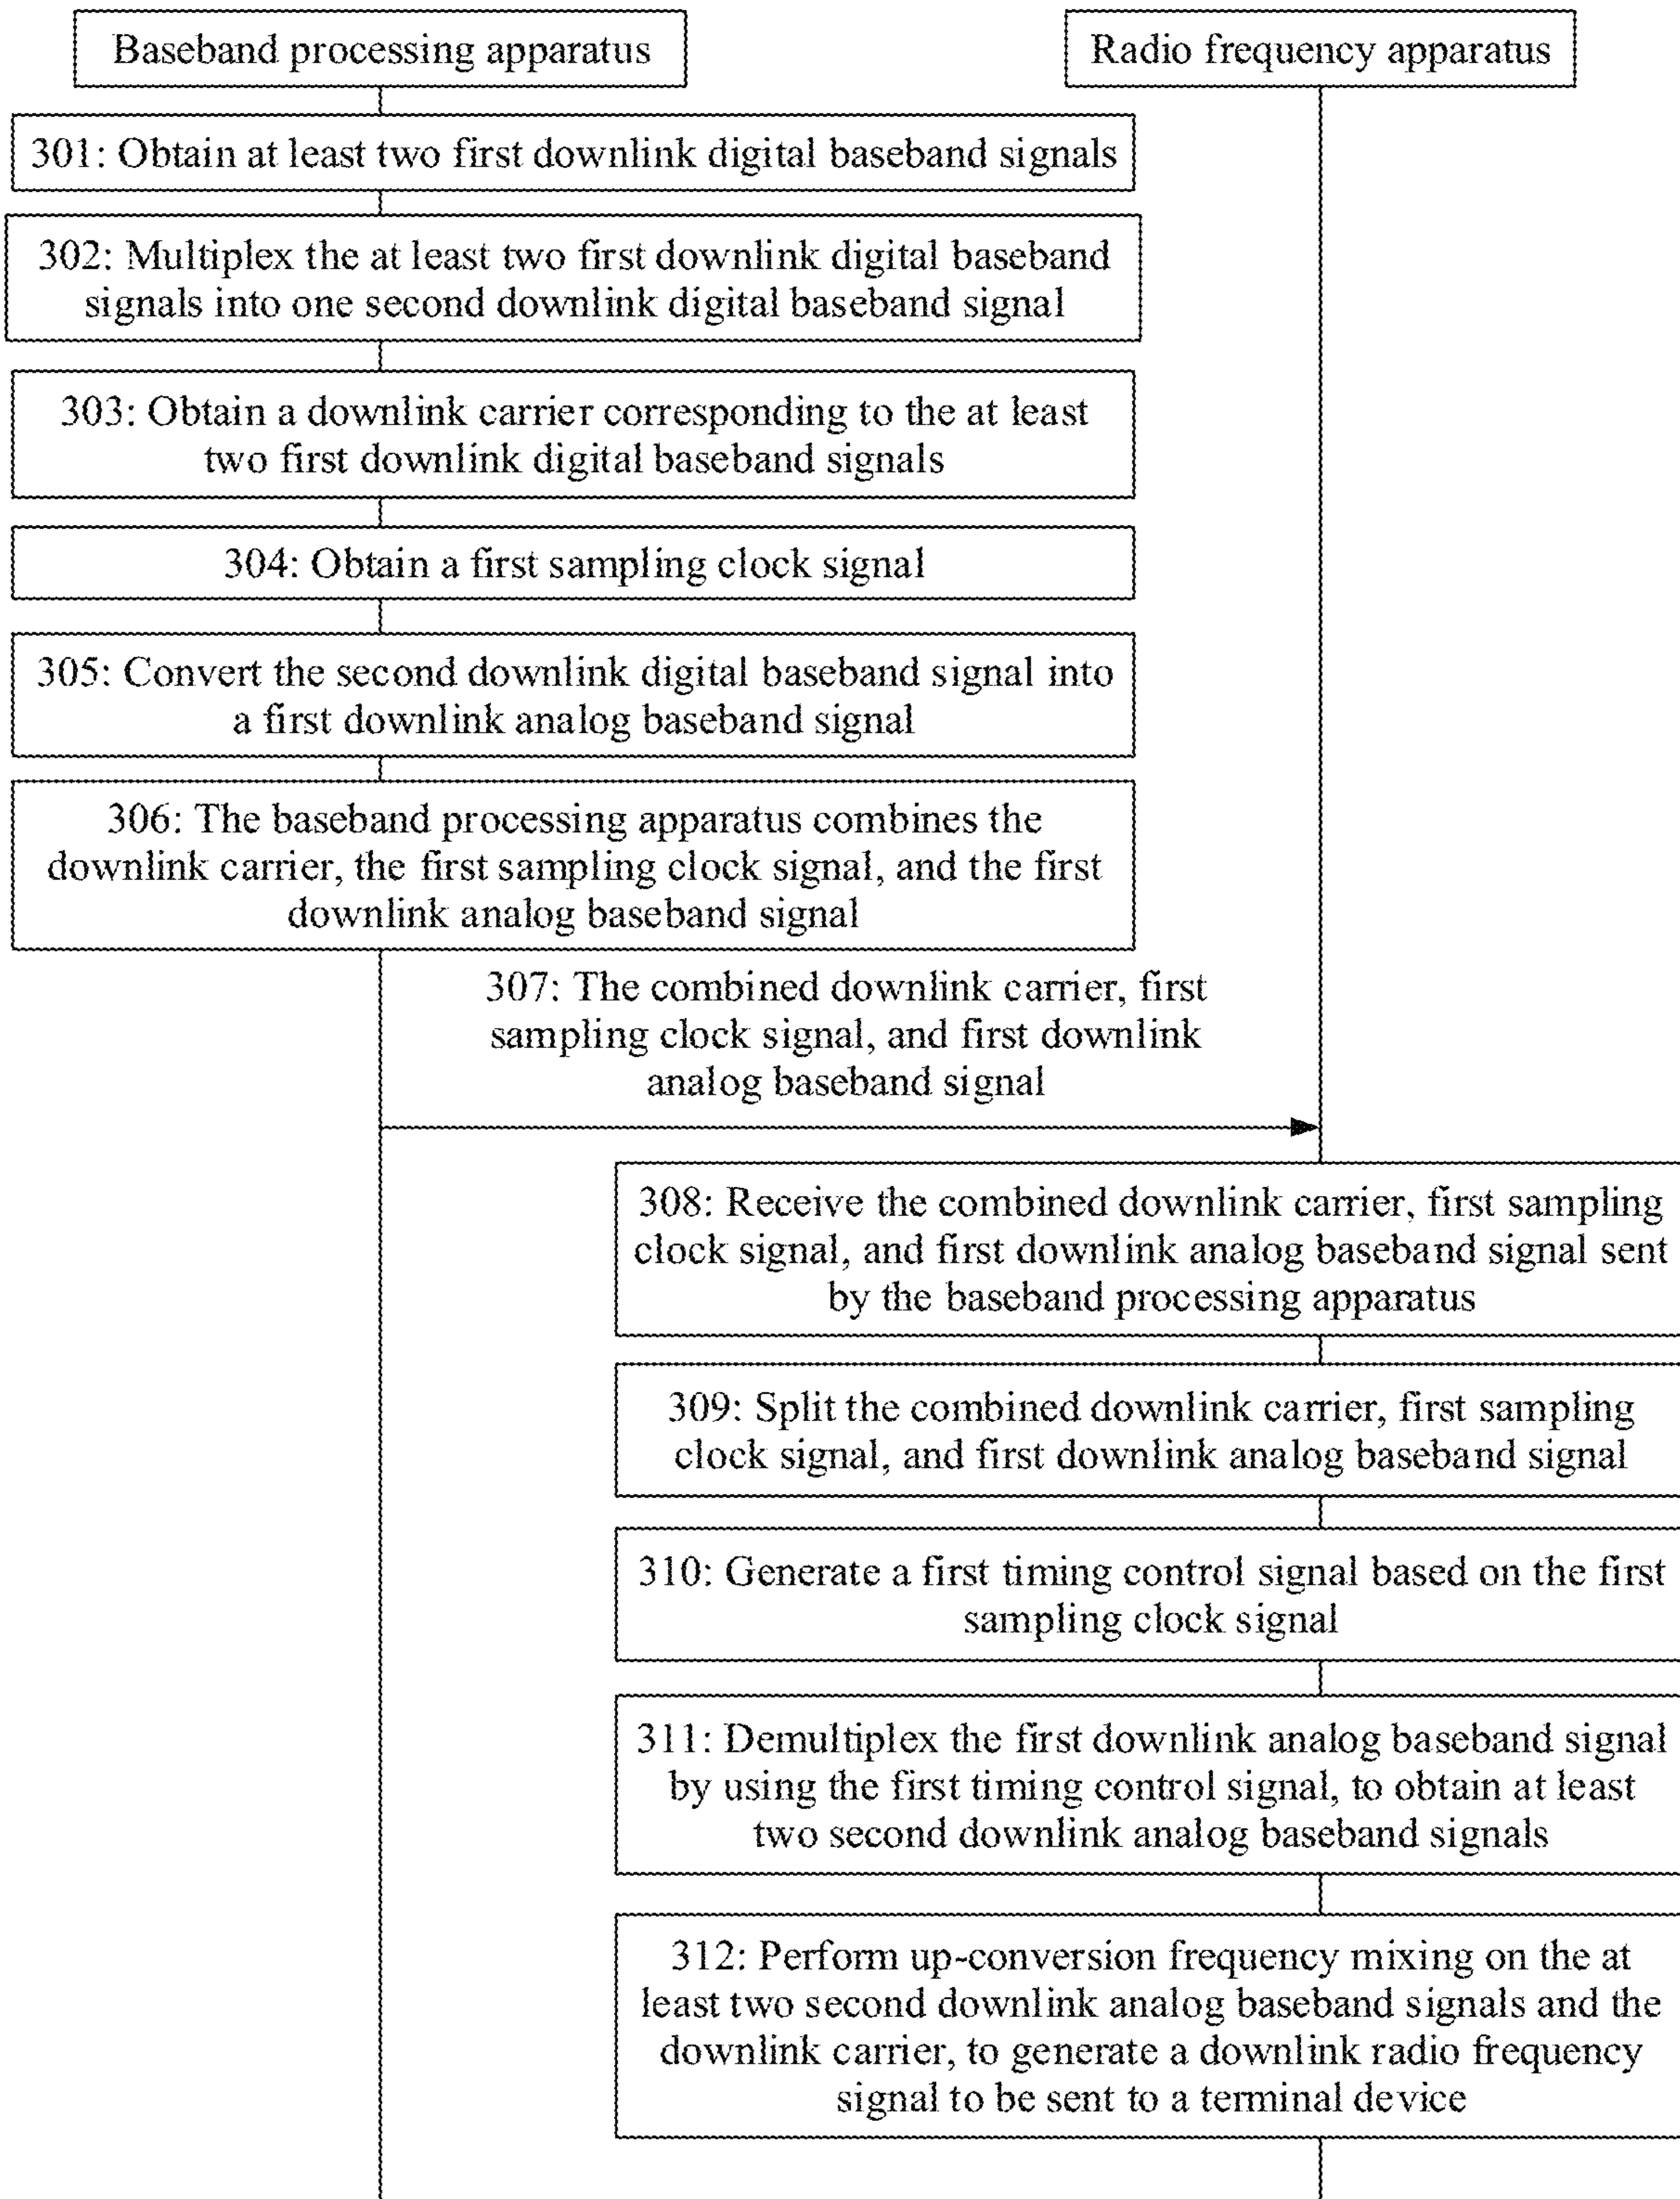 Baseband processing apparatus
Radio frequency apparatus
301: Obtain at least two first downlink digital baseband signals
302: Multiplex the at least two first downlink digital baseband
signals into one second downlink digital baseband signal
303: Obtain a downlink carrier corresponding to the at least
two first downlink digital baseband signals
304: Obtain a first sampling clock signal
305: Convert the second downlink digital baseband signal into
a first downlink analog baseband signal
306: The baseband processing apparatus combines the
downlink carrier, the first sampling clock signal, and the first
downlink analog baseband signal
307: The combined downlink carrier, first
sampling clock signal, and first downlink
analog baseband signal
308: Receive the combined downlink carrier, first sampling
clock signal, and first downlink analog baseband signal sent
by the baseband processing apparatus
309: Split the combined downlink carrier, first sampling
clock signal, and first downlink analog baseband signal
310: Generate a first timing control signal based on the first
sampling clock signal
311: Demultiplex the first downlink analog baseband signal
by using the first timing control signal, to obtain at least
two second downlink analog baseband signals
312: Perform up-conversion frequency mixing on the at
least two second downlink analog baseband signals and the
downlink carrier, to generate a downlink radio frequency
signal to be sent to a terminal device